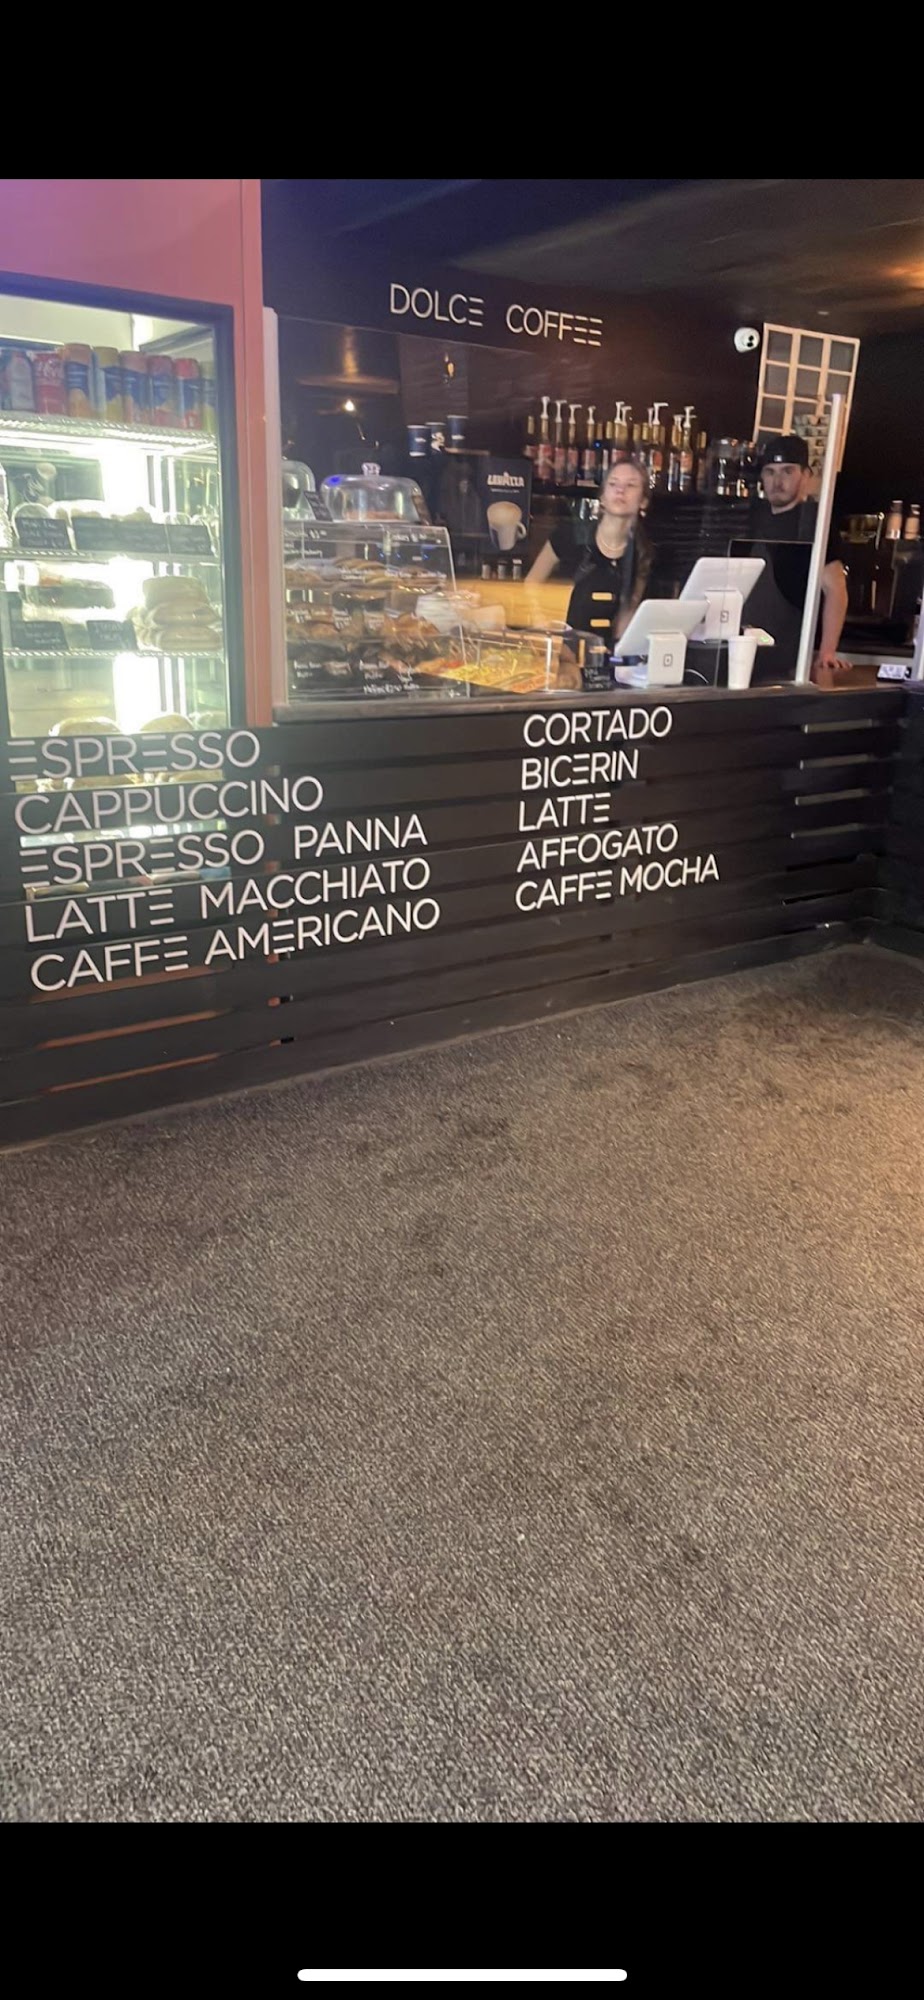 DOLCE COFFEE
LAVAZZA
ESPRESSO
CAPPUCCINO
ESPRESSO PANNA
LATTE MACCHIATO
CAFFE AMERICANO
CORTADO
BICERIN
LATTE
AFFOGATO
CAFFE MOCHA